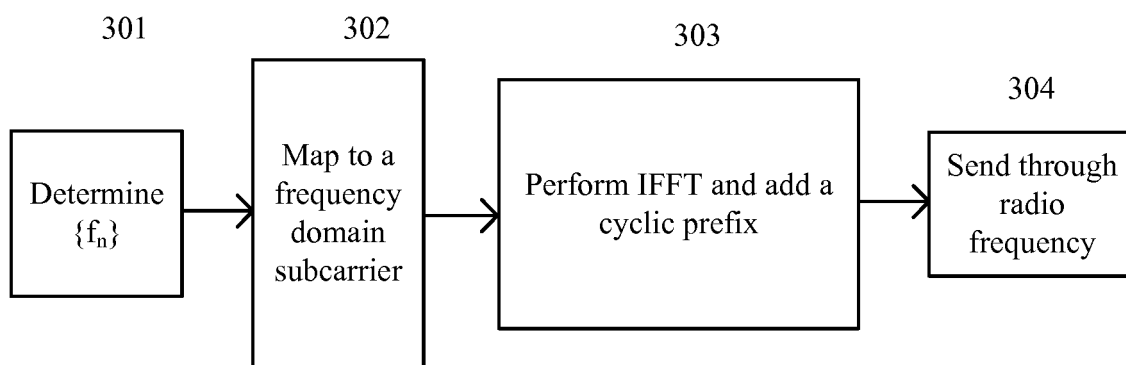 301
302
303
304
Determine
{fₙ}
Map to a
frequency
domain
subcarrier
Perform IFFT and add a
cyclic prefix
Send through
radio
frequency